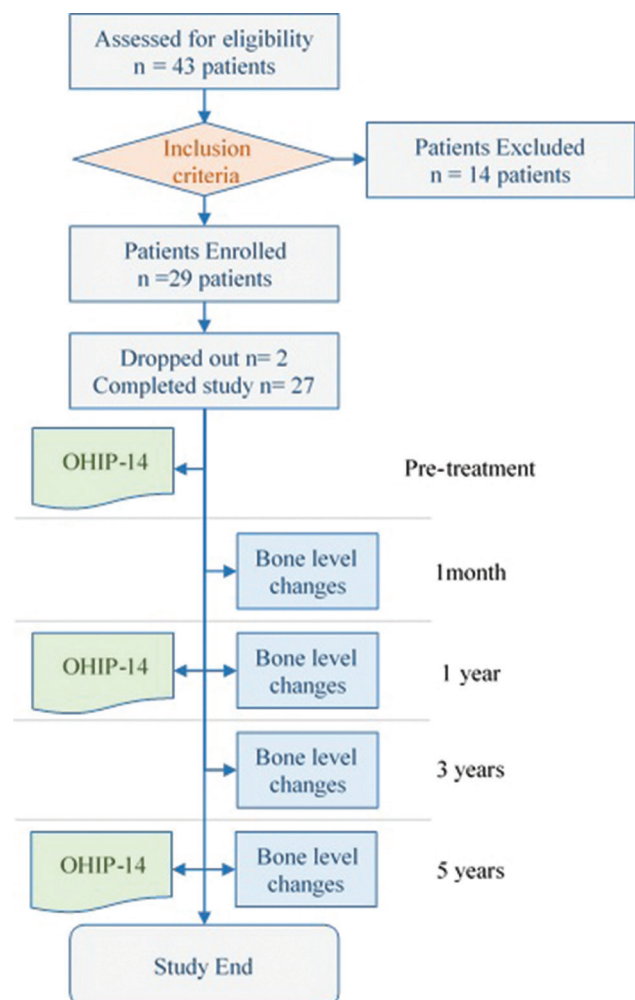 Assessed for eligibility
n = 43 patients
Inclusion
criteria
Patients Excluded
n = 14 patients
Patients Enrolled
n =29 patients
Dropped out n= 2
Completed study n= 27
OHIP-14
Pre-treatment
Bone level
changes
1month
OHIP-14
Bone level
changes
1 year
Bone level
changes
3 years
OHIP-14
Bone level
changes
5 years
Study End